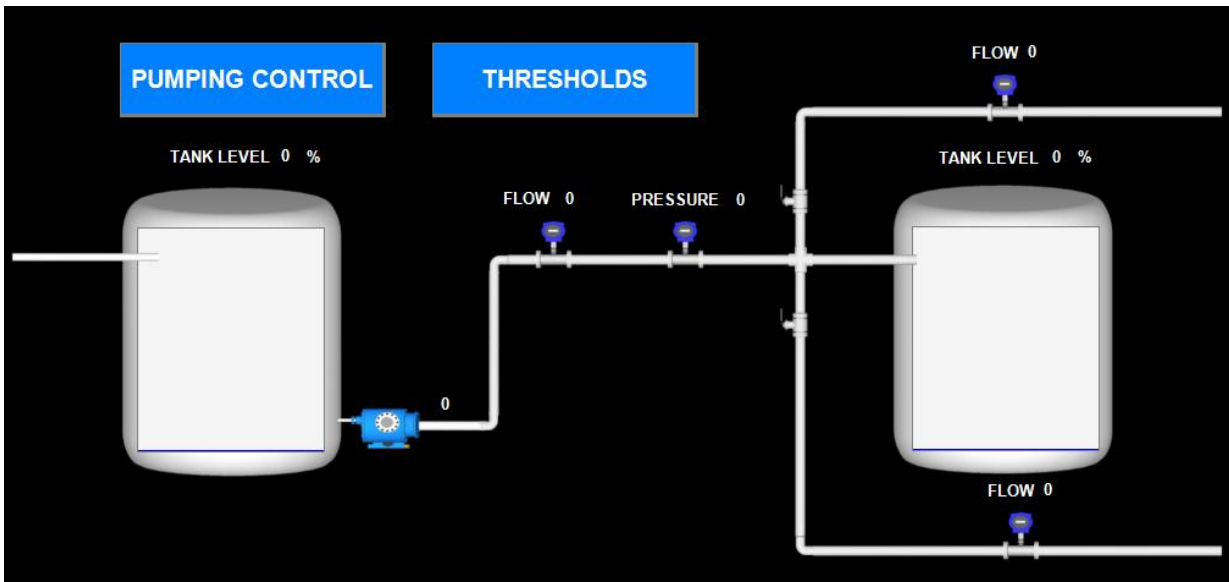 PUMPING CONTROL
THRESHOLDS
FLOW 0
TANK LEVEL 0 %
TANK LEVEL 0 %
FLOW 0
PRESSURE 0
0
FLOW 0